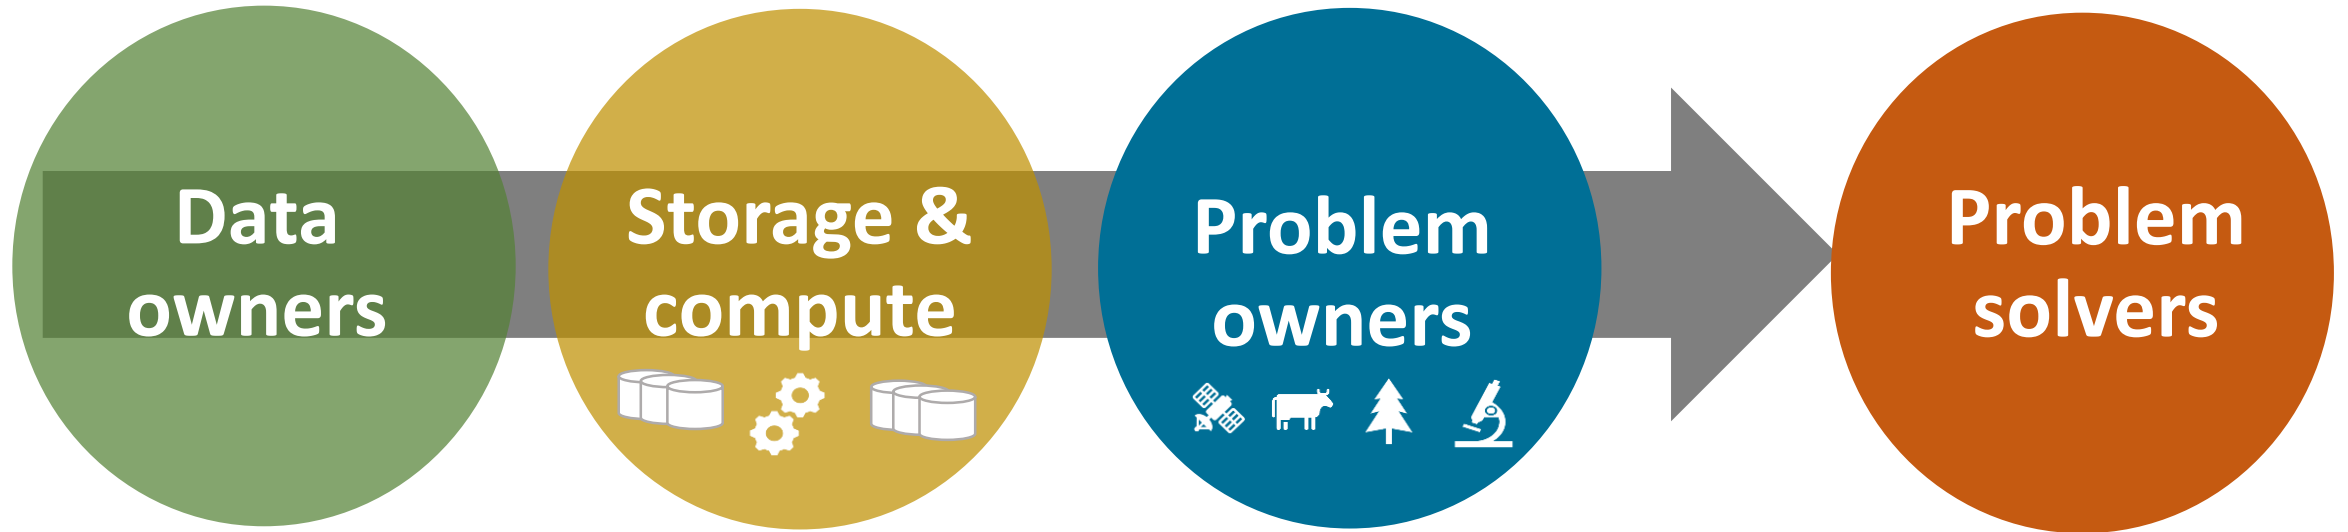 Data
owners
Storage &
compute
Problem
owners
Problem
solvers